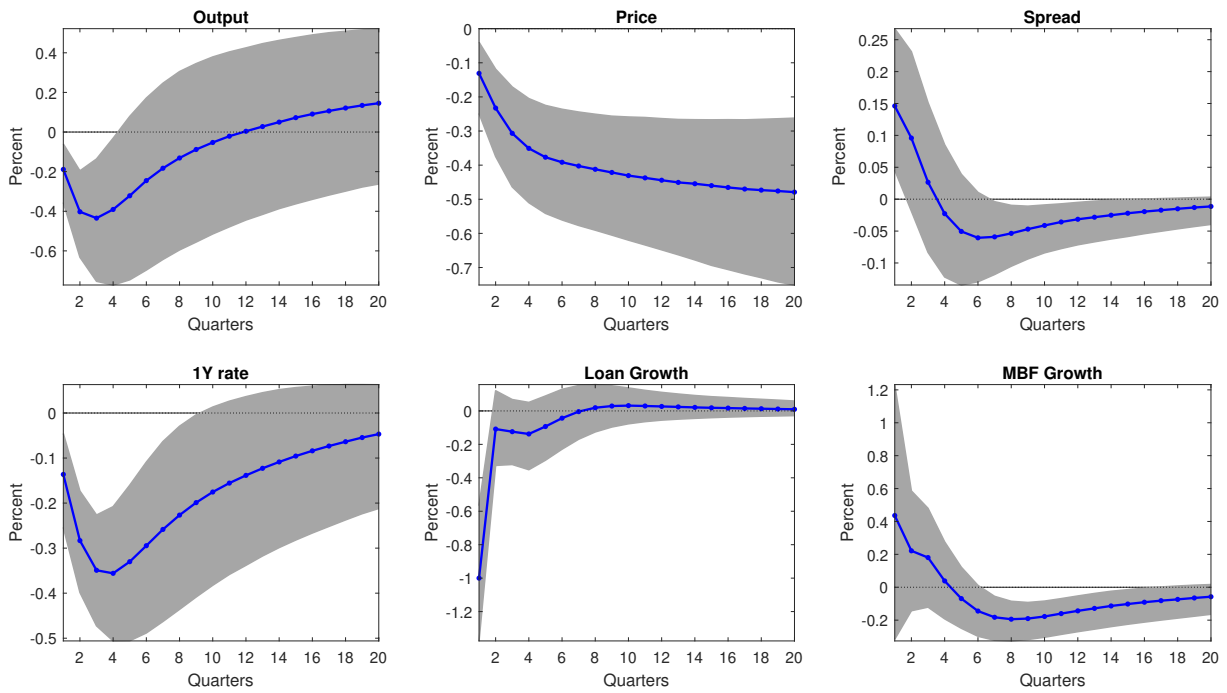 Output
Price
Spread
Percent
0.4
0.2
0
-0.2
-0.4
-0.6
2 4 6 8 10 12 14 16 18 20
Quarters
Percent
0
-0.1
-0.2
-0.3
-0.4
-0.5
-0.6
-0.7
2 4 6 8 10 12 14 16 18 20
Quarters
Percent
0.25
0.2
0.15
0.1
0.05
0
-0.05
-0.1
2 4 6 8 10 12 14 16 18 20
Quarters
1Y rate
Loan Growth
MBF Growth
Percent
0
-0.1
-0.2
-0.3
-0.4
-0.5
2 4 6 8 10 12 14 16 18 20
Quarters
Percent
0
-0.2
-0.4
-0.6
-0.8
-1
-1.2
2 4 6 8 10 12 14 16 18 20
Quarters
Percent
1.2
1
0.8
0.6
0.4
0.2
0
-0.2
2 4 6 8 10 12 14 16 18 20
Quarters